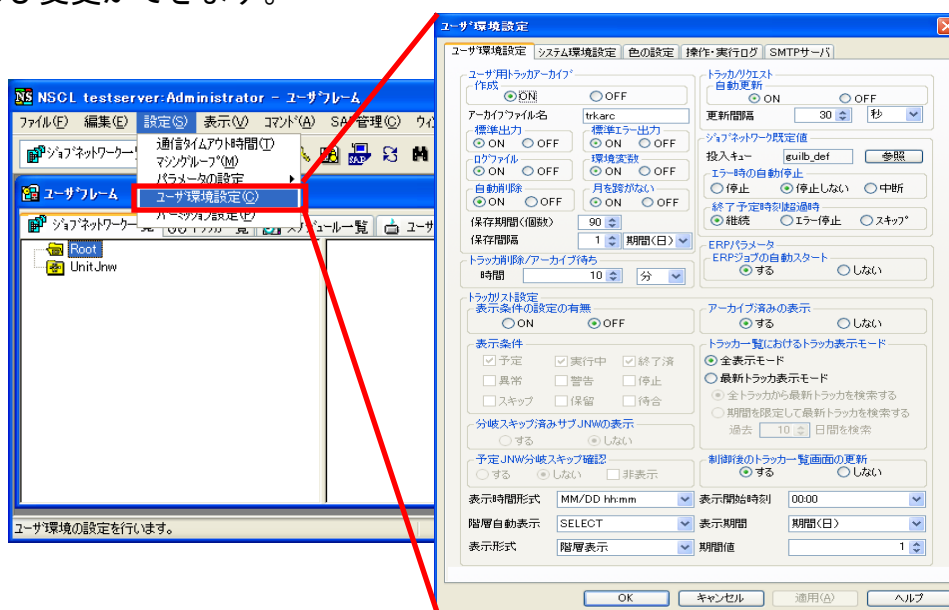 変更ができます。
NS NSCL testserver:Administrator - ユーザフレーム
ファイル(F) 編集(E) 設定(S) 表示(V) コマンド(A) SAP管理(C)
通信タイムアウト時間(T)
マシングループ(M)
パラメータの設定
ユーザ環境設定(C)
パーミッション設定(P)
ユーザフレーム
Root
UnitJnw
ユーザ環境の設定を行います。
ユーザ環境設定
ユーザ環境設定 システム環境設定 色の設定 操作・実行ログ SMTPサーバ
ユーザ用トラッカアーカイブ
作成
ON OFF
アーカイブファイル名 trkarc
標準出力 標準エラー出力
ON OFF ON OFF
ログファイル 環境変数
ON OFF ON OFF
自動削除 月を跨がない
ON OFF ON OFF
保存期間(個数) 90
保存間隔 1 期間(日)
トラッカ削除/アーカイブ待ち
時間 10 分
トラッカ/リクエスト
自動更新
ON OFF
更新間隔 30 秒
ジョブネットワーク既定値
投入キュー guilb_def 参照
エラー時の自動停止
停止 停止しない 中断
終了予定時刻超過時
継続 エラー停止 スキップ
ERPパラメータ
ERPジョブの自動スタート
する しない
トラッカリスト設定
表示条件の設定の有無
ON OFF
表示条件
予定 実行中 終了済
異常 警告 停止
スキップ 保留 待合
分岐スキップ済みサブJNWの表示
する しない
予定JNW分岐スキップ確認
する しない 非表示
アーカイブ済みの表示
する しない
トラッカ一覧におけるトラッカ表示モード
全表示モード
最新トラッカ表示モード
全トラッカから最新トラッカを検索する
期間を限定して最新トラッカを検索する
過去 10 日間を検索
制御後のトラッカ一覧画面の更新
する しない
表示時間形式 MM/DD hh:mm 表示開始時刻 00:00
階層自動表示 SELECT 表示期間 期間(日)
表示形式 階層表示 期間値 1
OK キャンセル 適用(A) ヘルプ